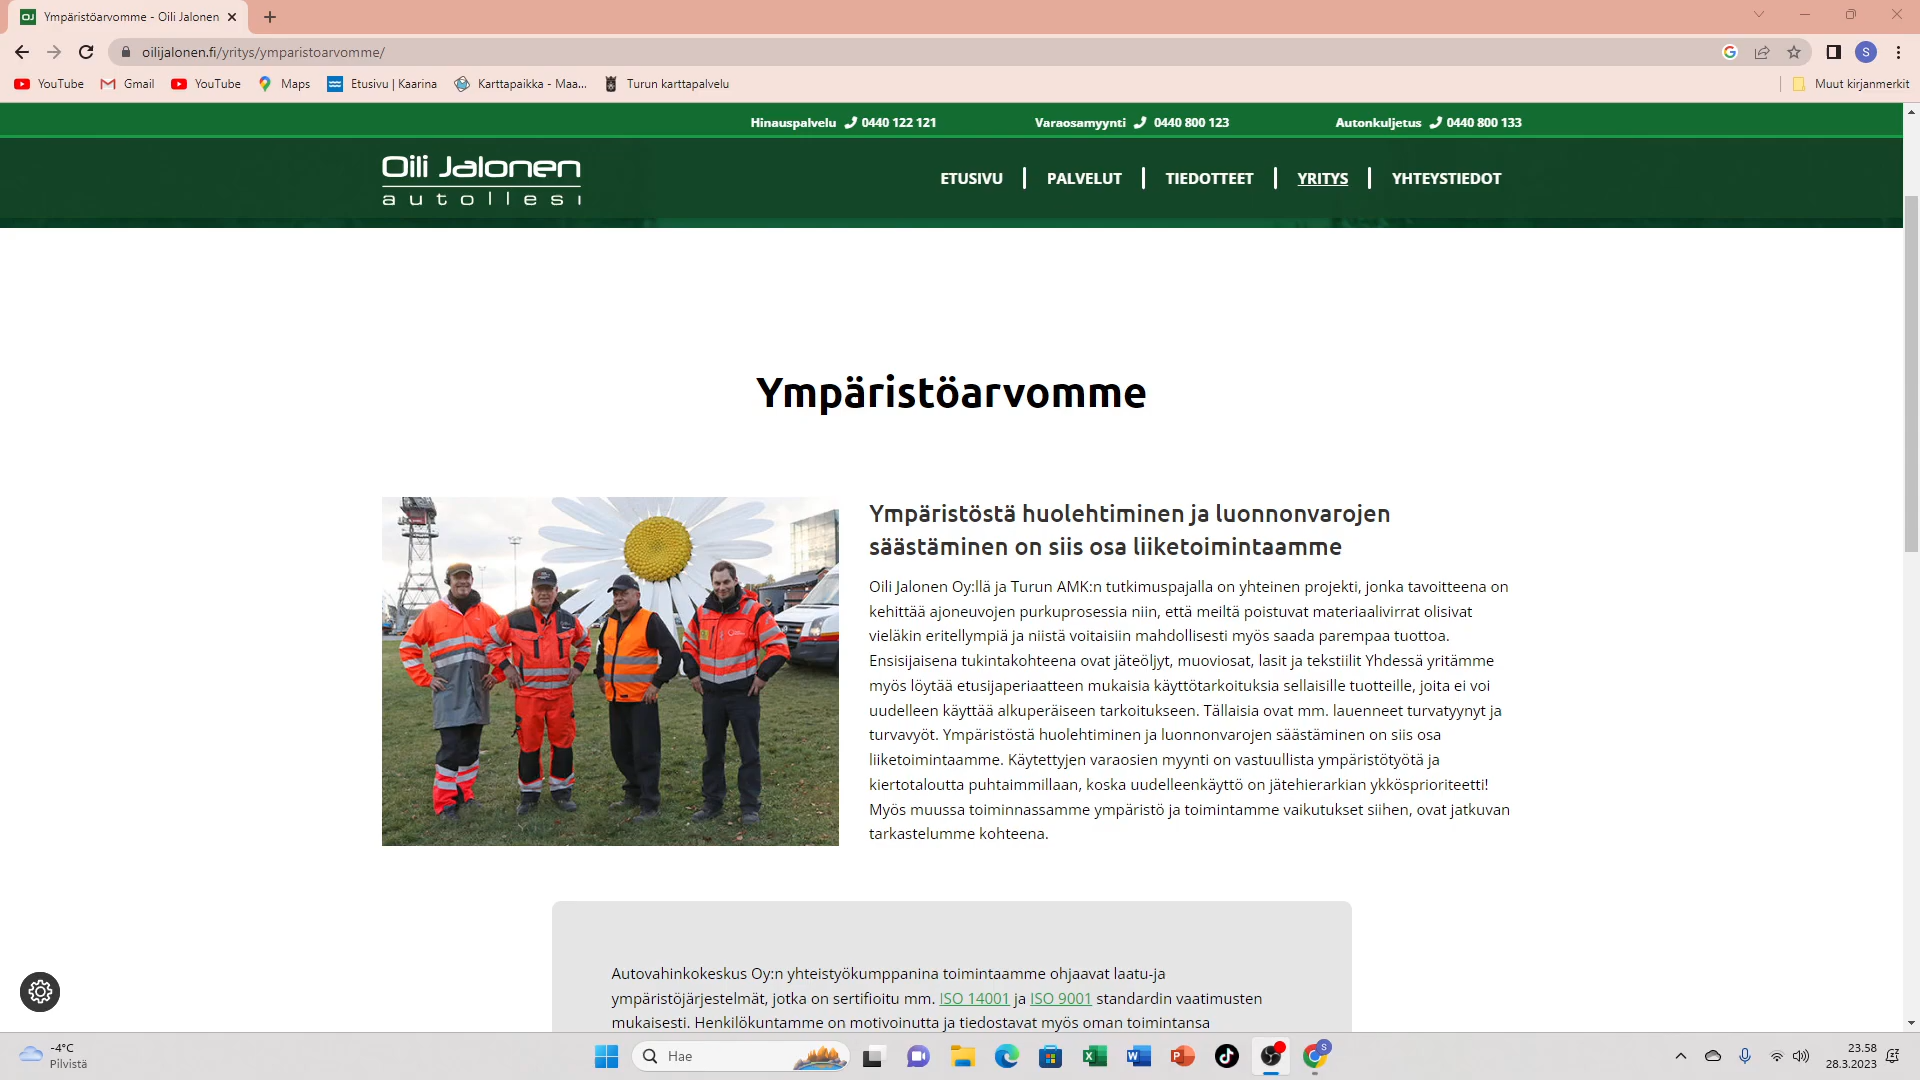 Ympäristöarvomme - Oili Jalonen
oilijalonen.fi/yritys/ymparistoarvomme/
S
YouTube
Gmail
YouTube
Maps
Etusivu | Kaarina
Karttapaikka - Maa...
Turun karttapalvelu
Muut kirjanmerkit
Hinauspalvelu 0440 122 121
Varaosamyynti 0440 800 123
Autonkuljetus 0440 800 133
Oili Jalonen
autollesi
ETUSIVU
PALVELUT
TIEDOTTEET
YRITYS
YHTEYSTIEDOT
Ympäristöarvomme
Ympäristöstä huolehtiminen ja luonnonvarojen
säästäminen on siis osa liiketoimintaamme
Oili Jalonen Oy:llä ja Turun AMK:n tutkimuspajalla on yhteinen projekti, jonka tavoitteena on
kehittää ajoneuvojen purkuprosessia niin, että meiltä poistuvat materiaalivirrat olisivat
vieläkin eritellympiä ja niistä voitaisiin mahdollisesti myös saada parempaa tuottoa.
Ensisijaisena tukintakohteena ovat jäteöljyt, muoviosat, lasit ja tekstiilit Yhdessä yritämme
myös löytää etusijaperiaatteen mukaisia käyttötarkoituksia sellaisille tuotteille, joita ei voi
uudelleen käyttää alkuperäiseen tarkoitukseen. Tällaisia ovat mm. lauenneet turvatyynyt ja
turvavyöt. Ympäristöstä huolehtiminen ja luonnonvarojen säästäminen on siis osa
liiketoimintaamme. Käytettyjen varaosien myynti on vastuullista ympäristötyötä ja
kiertotaloutta puhtaimmillaan, koska uudelleenkäyttö on jätehierarkian ykkösprioriteetti!
Myös muussa toiminnassamme ympäristö ja toimintamme vaikutukset siihen, ovat jatkuvan
tarkastelumme kohteena.
Autovahinkokeskus Oy:n yhteistyökumppanina toimintaamme ohjaavat laatu-ja
ympäristöjärjestelmät, jotka on sertifioitu mm. ISO 14001 ja ISO 9001 standardin vaatimusten
mukaisesti. Henkilökuntamme on motivoinutta ja tiedostavat myös oman toimintansa
-4°C
Pilvistä
Hae
23.58
28.3.2023